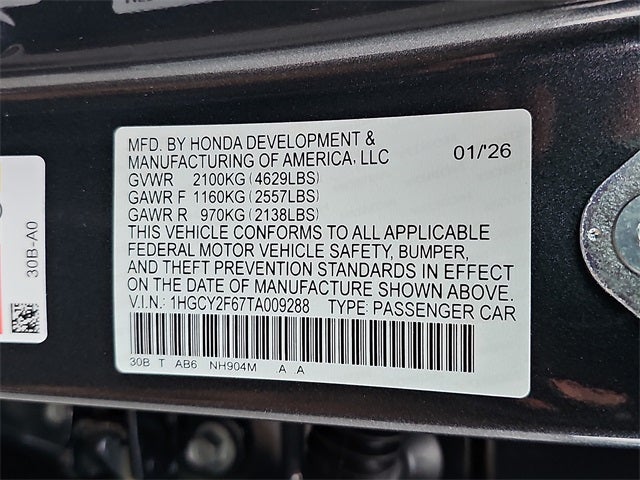 MFD. BY HONDA DEVELOPMENT &
MANUFACTURING OF AMERICA, LLC 01/'26
GVWR 2100KG (4629LBS)
GAWR F 1160KG (2557LBS)
GAWR R 970KG (2138LBS)
THIS VEHICLE CONFORMS TO ALL APPLICABLE
FEDERAL MOTOR VEHICLE SAFETY, BUMPER,
AND THEFT PREVENTION STANDARDS IN EFFECT
ON THE DATE OF MANUFACTURE SHOWN ABOVE.
V.I.N.: 1HGCY2F67TA009288 TYPE: PASSENGER CAR
30B T AB6 NH904M A A
30B-A0